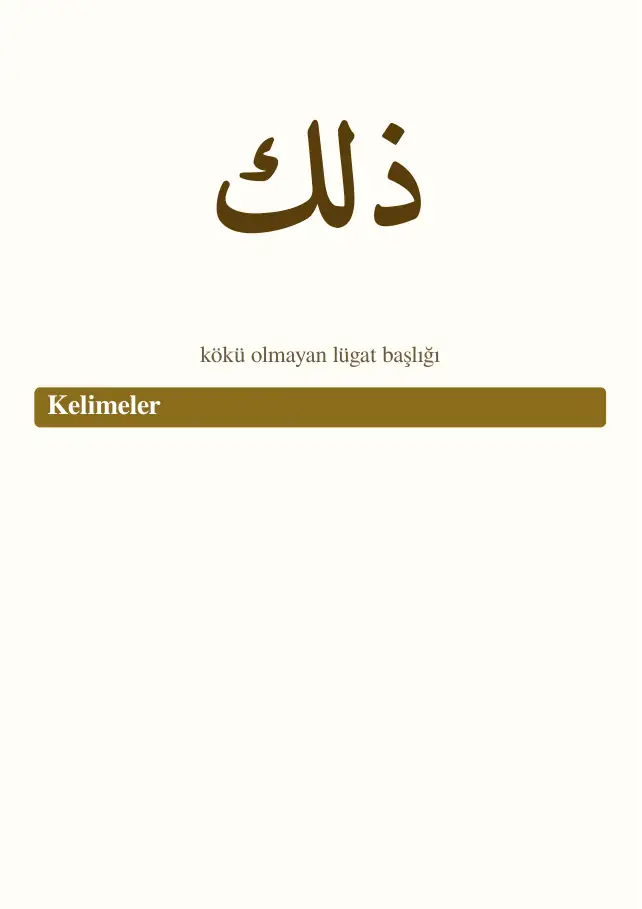 ذلك
kökü olmayan lügat başlığı
Kelimeler